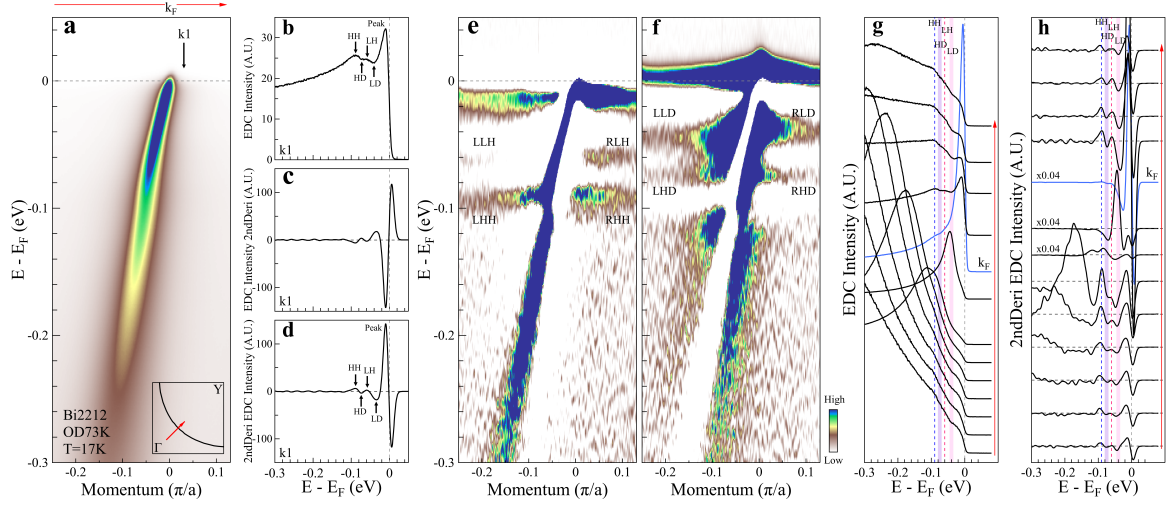 k_F
a
k1
0
-0.1
-0.2
-0.3
E - E_F (eV)
Bi2212
OD73K
T=17K
Γ
Y
-0.2
-0.1
0
0.1
Momentum (π/a)
b
Peak
HH
LH
HD
LD
30
20
10
0
EDC Intensity (A.U.)
k1
c
100
0
-100
EDC Intensity 2ndDeri (A.U.)
k1
d
Peak
HH
LH
HD
LD
100
0
-100
2ndDeri EDC Intensity (A.U.)
k1
-0.3
-0.2
-0.1
0
E - E_F (eV)
e
0
-0.1
-0.2
-0.3
E - E_F (eV)
LLH
RLH
LHH
RHH
-0.2
-0.1
0
0.1
Momentum (π/a)
f
LLD
RLD
LHD
RHD
-0.2
-0.1
0
0.1
Momentum (π/a)
High
Low
g
HH
LH
HD
LD
EDC Intensity (A.U.)
k_F
-0.3
-0.2
-0.1
0
E - E_F (eV)
h
HH
LH
HD
LD
2ndDeri EDC Intensity (A.U.)
x0.04
k_F
x0.04
x0.04
-0.3
-0.2
-0.1
0
E - E_F (eV)